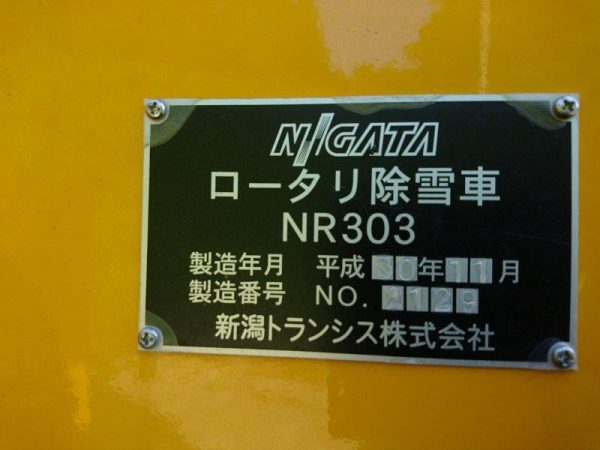 NIIGATA
ロータリ除雪車
NR303
製造年月 平成30年11月
製造番号 NO. 2129
新潟トランシス株式会社